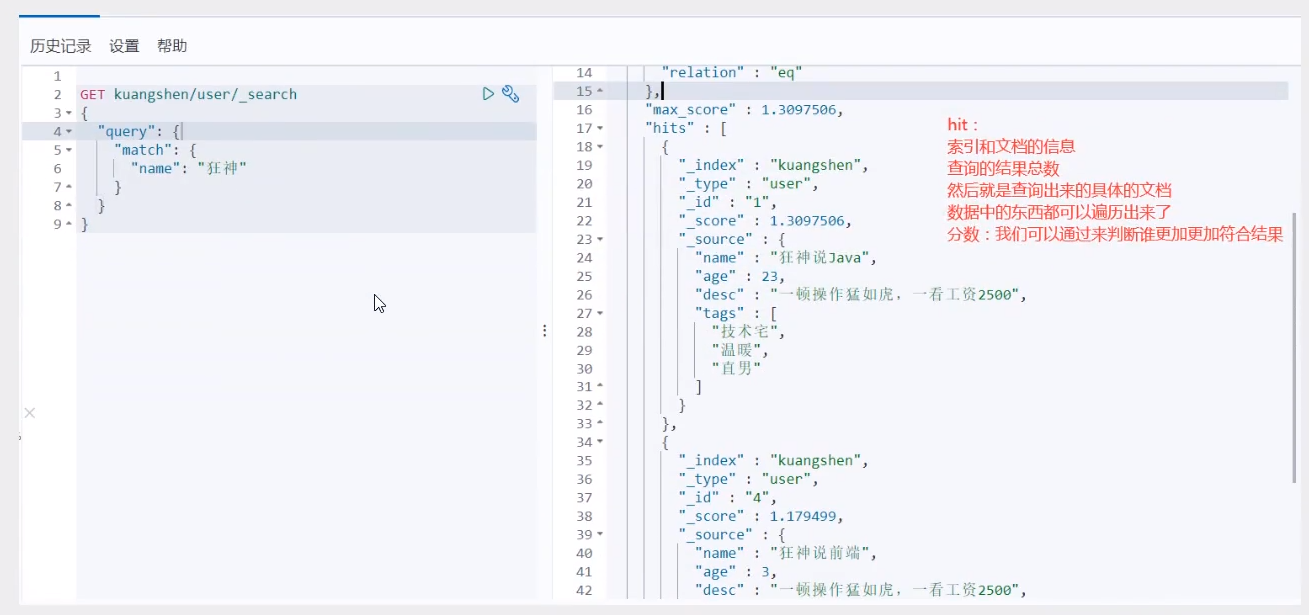 历史记录 设置 帮助
1
2 GET kuangshen/user/_search
3 {
4 "query": {
5 "match": {
6 "name": "狂神"
7 }
8 }
9 }
14 "relation" : "eq"
15 },
16 "max_score" : 1.3097506,
17 "hits" : [
18 {
19 "_index" : "kuangshen",
20 "_type" : "user",
21 "_id" : "1",
22 "_score" : 1.3097506,
23 "_source" : {
24 "name" : "狂神说Java",
25 "age" : 23,
26 "desc" : "一顿操作猛如虎，一看工资2500",
27 "tags" : [
28 "技术宅",
29 "温暖",
30 "直男"
31 ]
32 }
33 },
34 {
35 "_index" : "kuangshen",
36 "_type" : "user",
37 "_id" : "4",
38 "_score" : 1.179499,
39 "_source" : {
40 "name" : "狂神说前端",
41 "age" : 3,
42 "desc" : "一顿操作猛如虎，一看工资2500",
hit：
索引和文档的信息
查询的结果总数
然后就是查询出来的具体的文档
数据中的东西都可以遍历出来了
分数：我们可以通过来判断谁更加更加符合结果